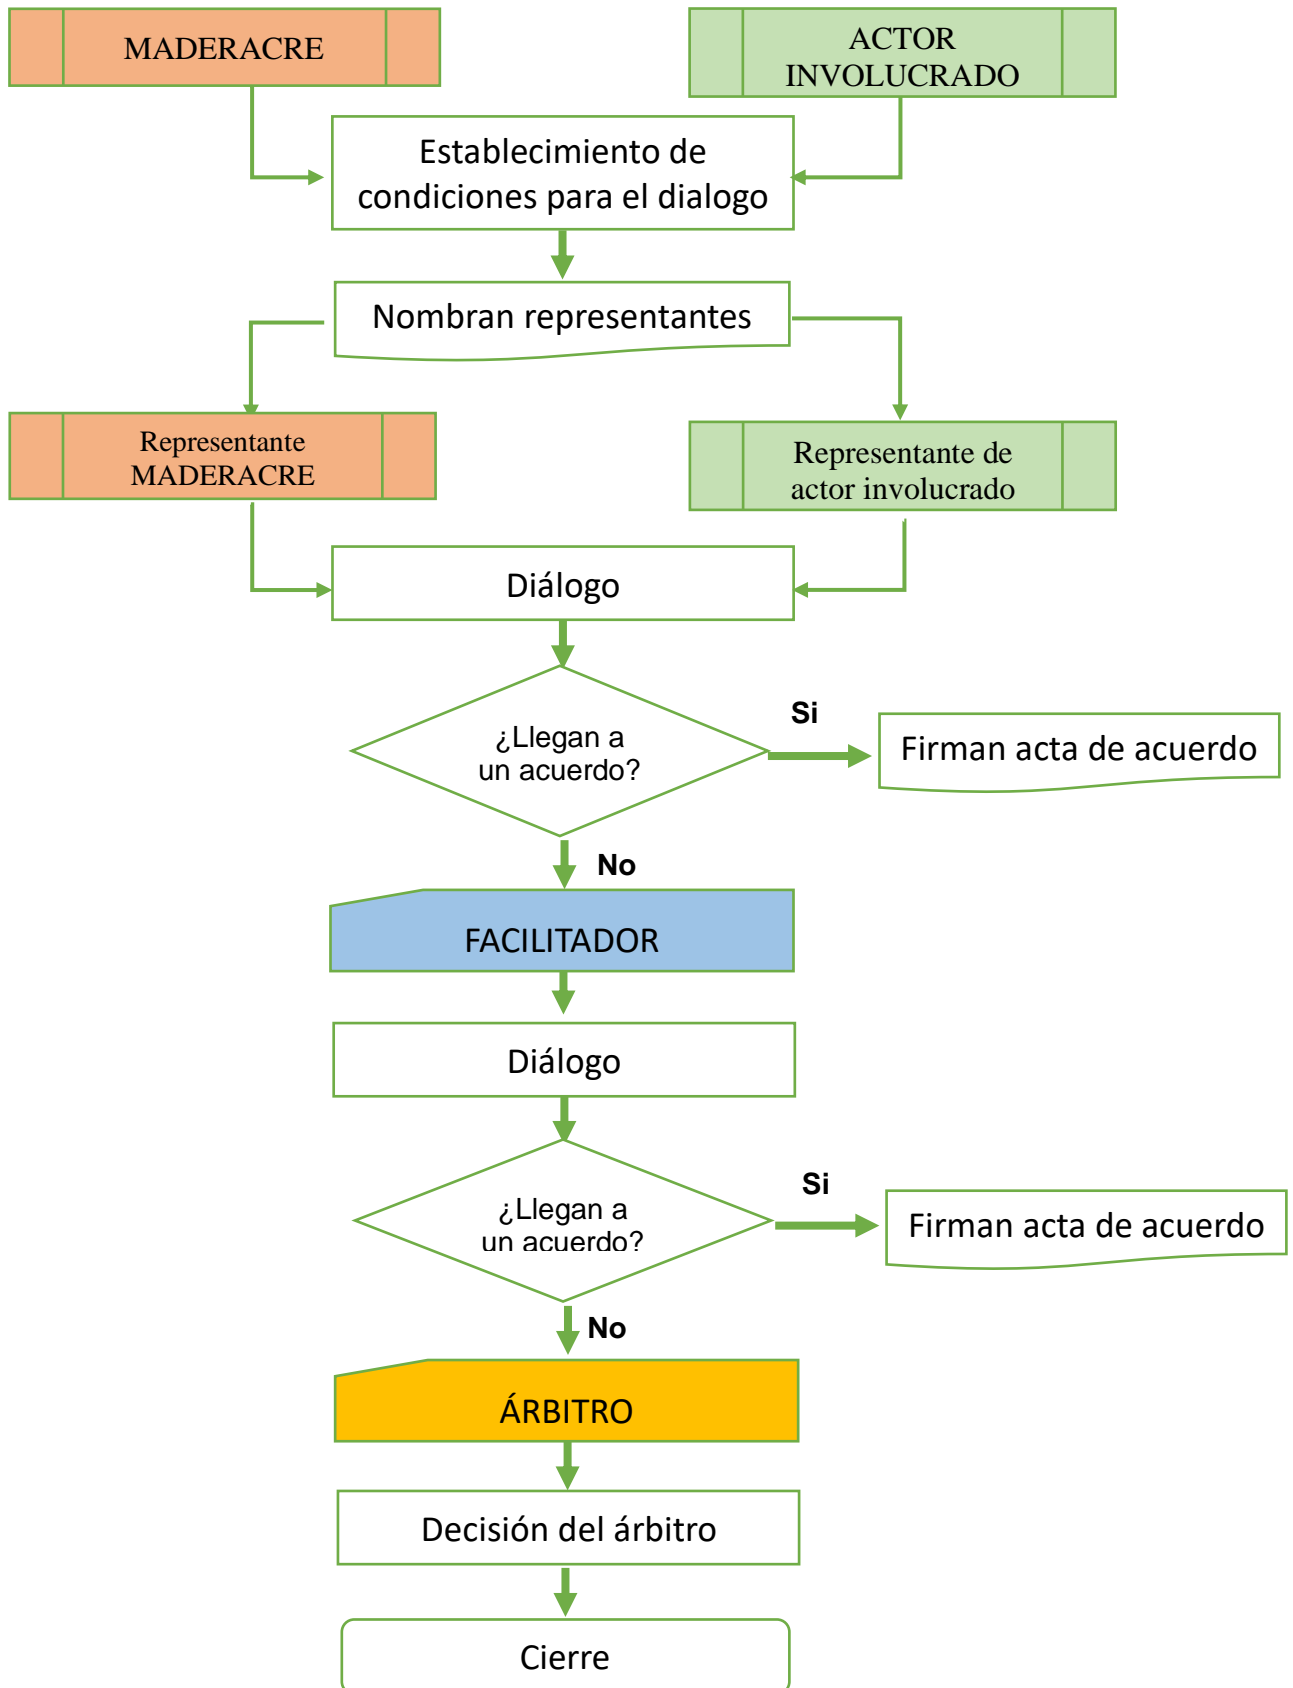 MADERACRE
ACTOR
INVOLUCRADO
Establecimiento de
condiciones para el dialogo
Nombran representantes
Representante
MADERACRE
Representante de
actor involucrado
Diálogo
¿Llegan a
un acuerdo?
Si
Firman acta de acuerdo
No
FACILITADOR
Diálogo
¿Llegan a
un acuerdo?
Si
Firman acta de acuerdo
No
ÁRBITRO
Decisión del árbitro
Cierre